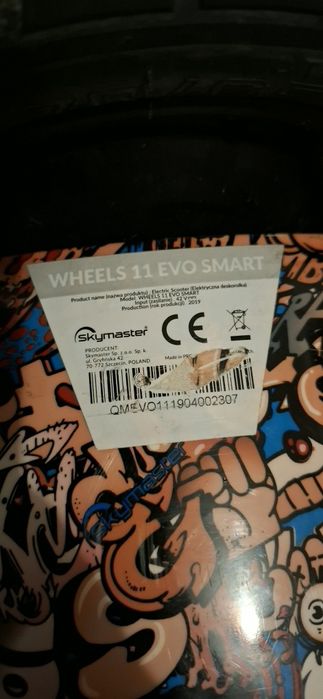 WHEELS 11 EVO SMART
Product name (nazwa produktu) : Electric Scooter (Elektryczna deskorolka)
Model: WHEELS 11 EVO SMART
Input (zasilanie) : 42 V
Production (rok produkcji): 2019
skymaster
CE
PRODUCENT:
Skymaster Sp. z.o.o. Sp. k.
ul. Gryfińska 42
70-772 Szczecin, POLAND
Made in
QMEVO111904002307
skymaster